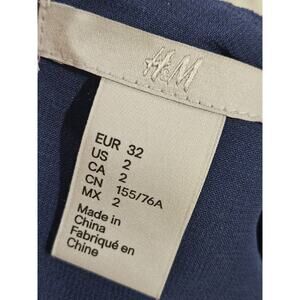 H&M
EUR 32
US 2
CA 2
CN 155/76A
MX 2
Made in
China
Fabriqué en
Chine